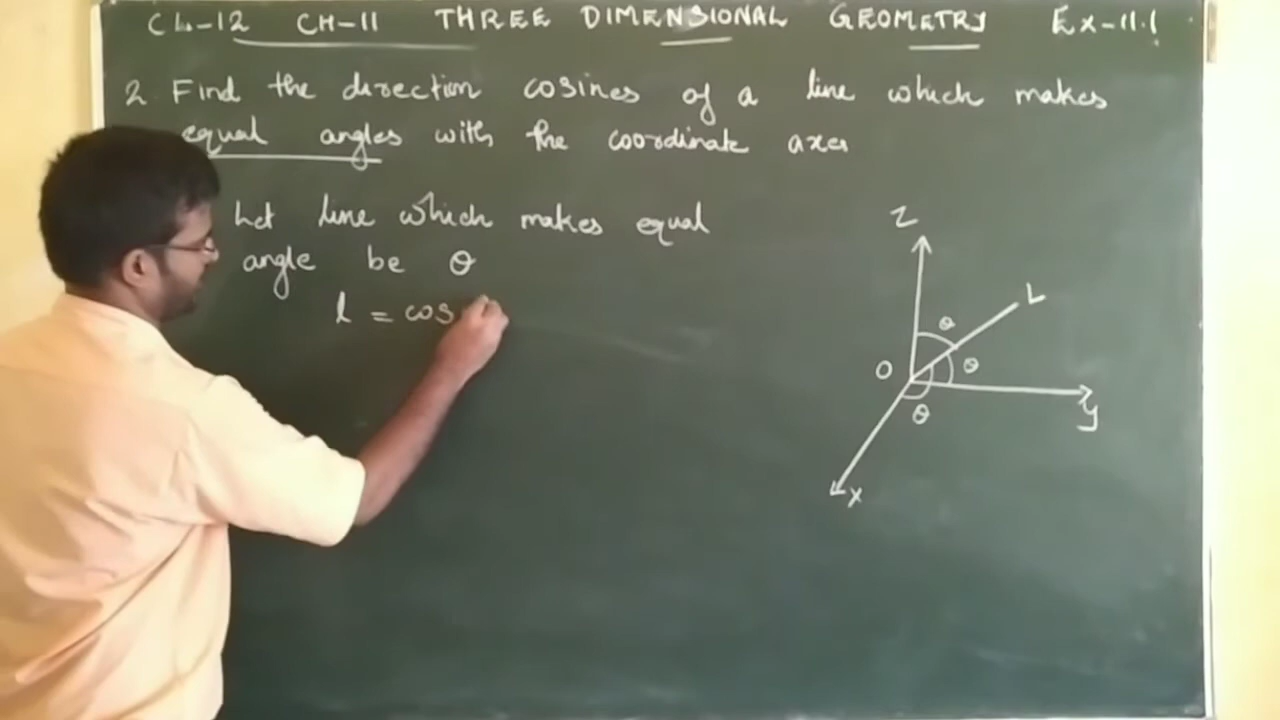 CL-12 CH-11 THREE DIMENSIONAL GEOMETRY Ex-11.1
2 Find the direction cosines of a line which makes
equal angles with the coordinate axes
Let line which makes equal
angle be θ
l = cos
Z
L
θ
O
θ
θ
y
X